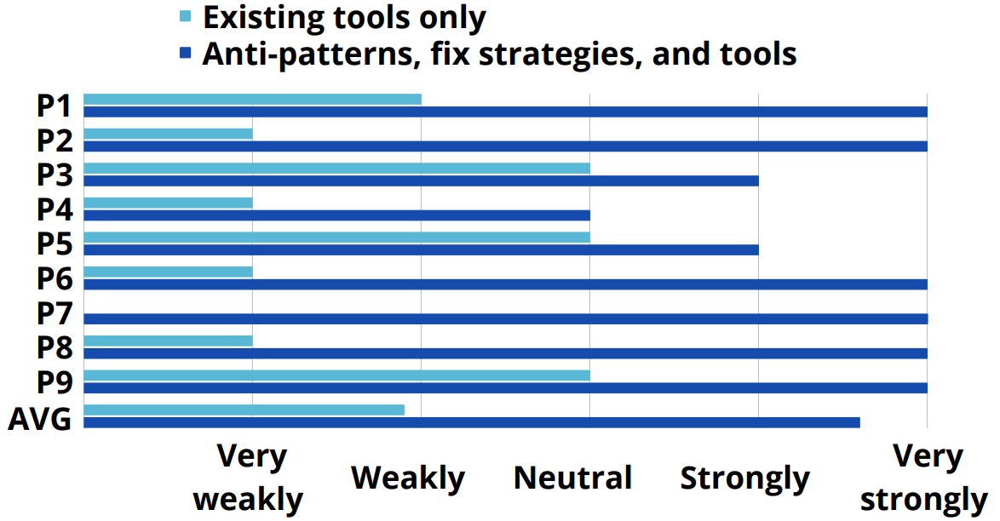 Existing tools only
Anti-patterns, fix strategies, and tools
P1
P2
P3
P4
P5
P6
P7
P8
P9
AVG
Very
weakly
Weakly
Neutral
Strongly
Very
strongly